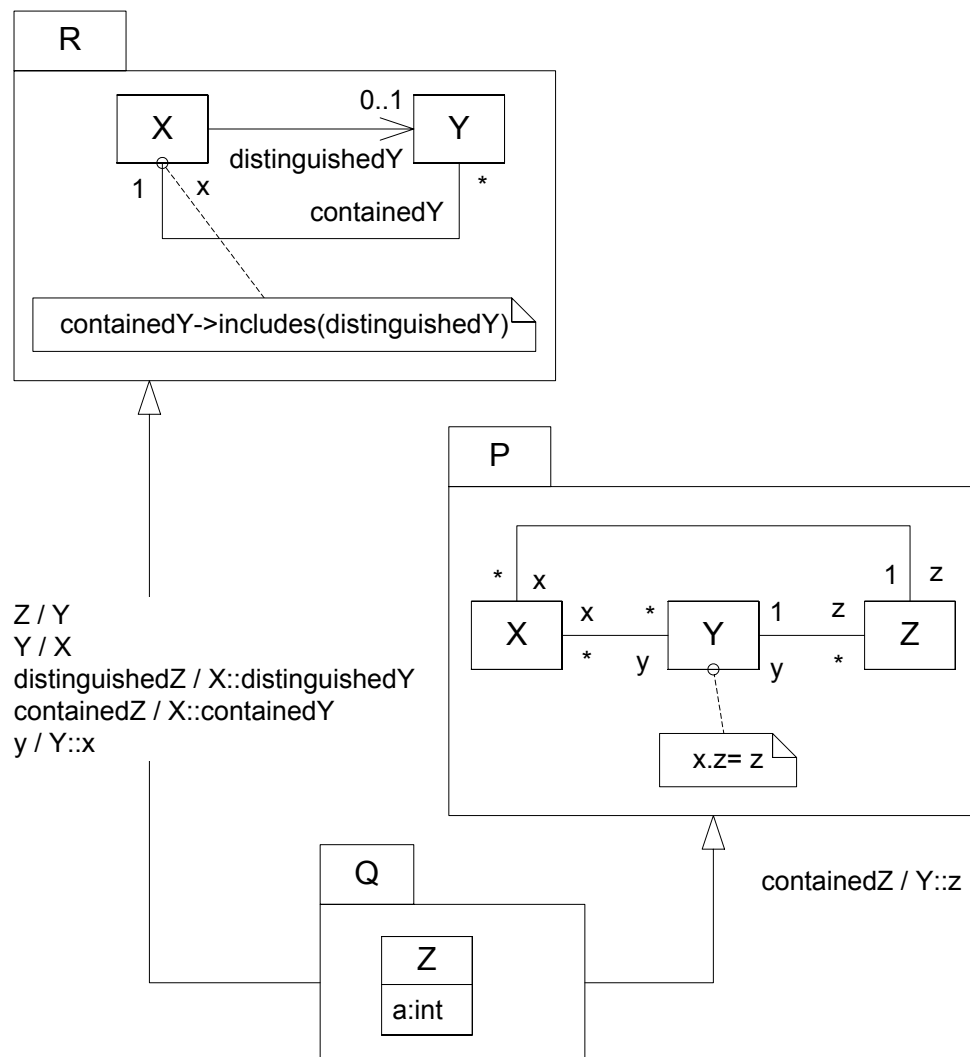 R
X
0..1
Y
distinguishedY
1
x
*
containedY
containedY->includes(distinguishedY)
P
*
x
1
z
X
x
*
*
y
Y
1
y
z
*
Z
x.z= z
Z / Y
Y / X
distinguishedZ / X::distinguishedY
containedZ / X::containedY
y / Y::x
Q
Z
a:int
containedZ / Y::z